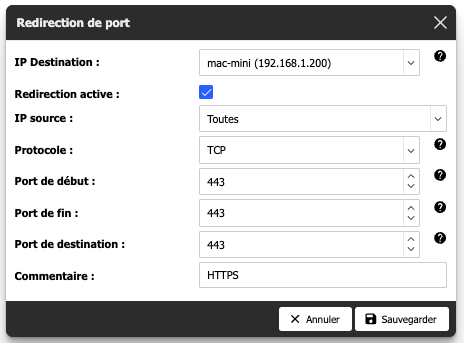 Redirection de port
IP Destination : mac-mini (192.168.1.200)
Redirection active :
IP source : Toutes
Protocole : TCP
Port de début : 443
Port de fin : 443
Port de destination : 443
Commentaire : HTTPS
Annuler Sauvegarder